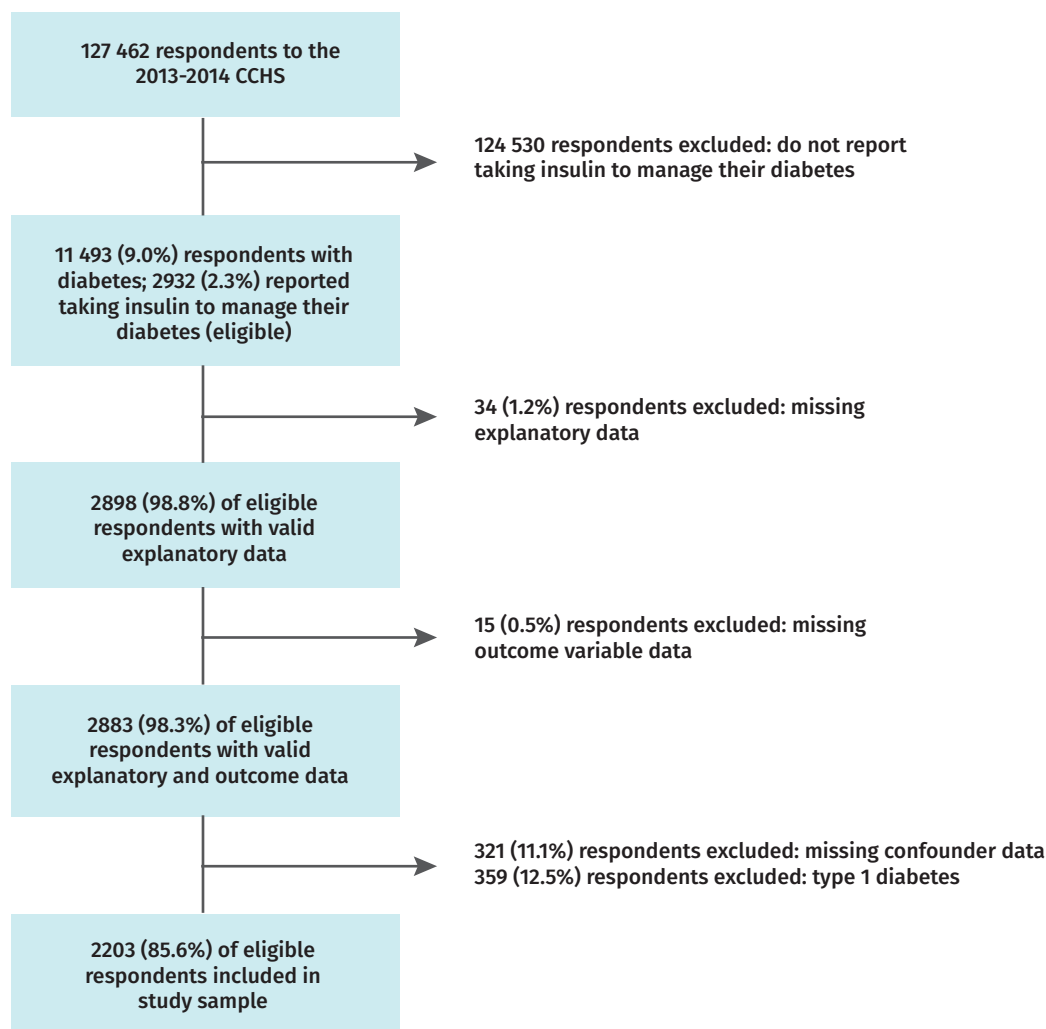 127 462 respondents to the
2013-2014 CCHS
124 530 respondents excluded: do not report
taking insulin to manage their diabetes
11 493 (9.0%) respondents with
diabetes; 2932 (2.3%) reported
taking insulin to manage their
diabetes (eligible)
34 (1.2%) respondents excluded: missing
explanatory data
2898 (98.8%) of eligible
respondents with valid
explanatory data
15 (0.5%) respondents excluded: missing
outcome variable data
2883 (98.3%) of eligible
respondents with valid
explanatory and outcome data
321 (11.1%) respondents excluded: missing confounder data
359 (12.5%) respondents excluded: type 1 diabetes
2203 (85.6%) of eligible
respondents included in
study sample